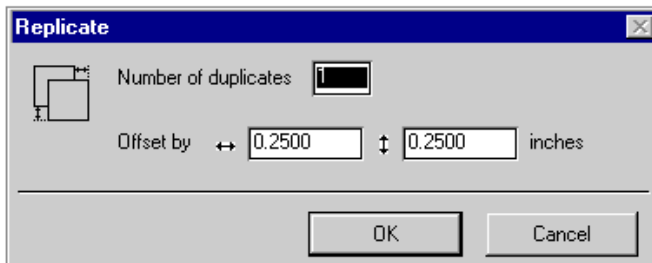 Replicate
Number of duplicates 1
Offset by 0.2500 0.2500 inches
OK Cancel